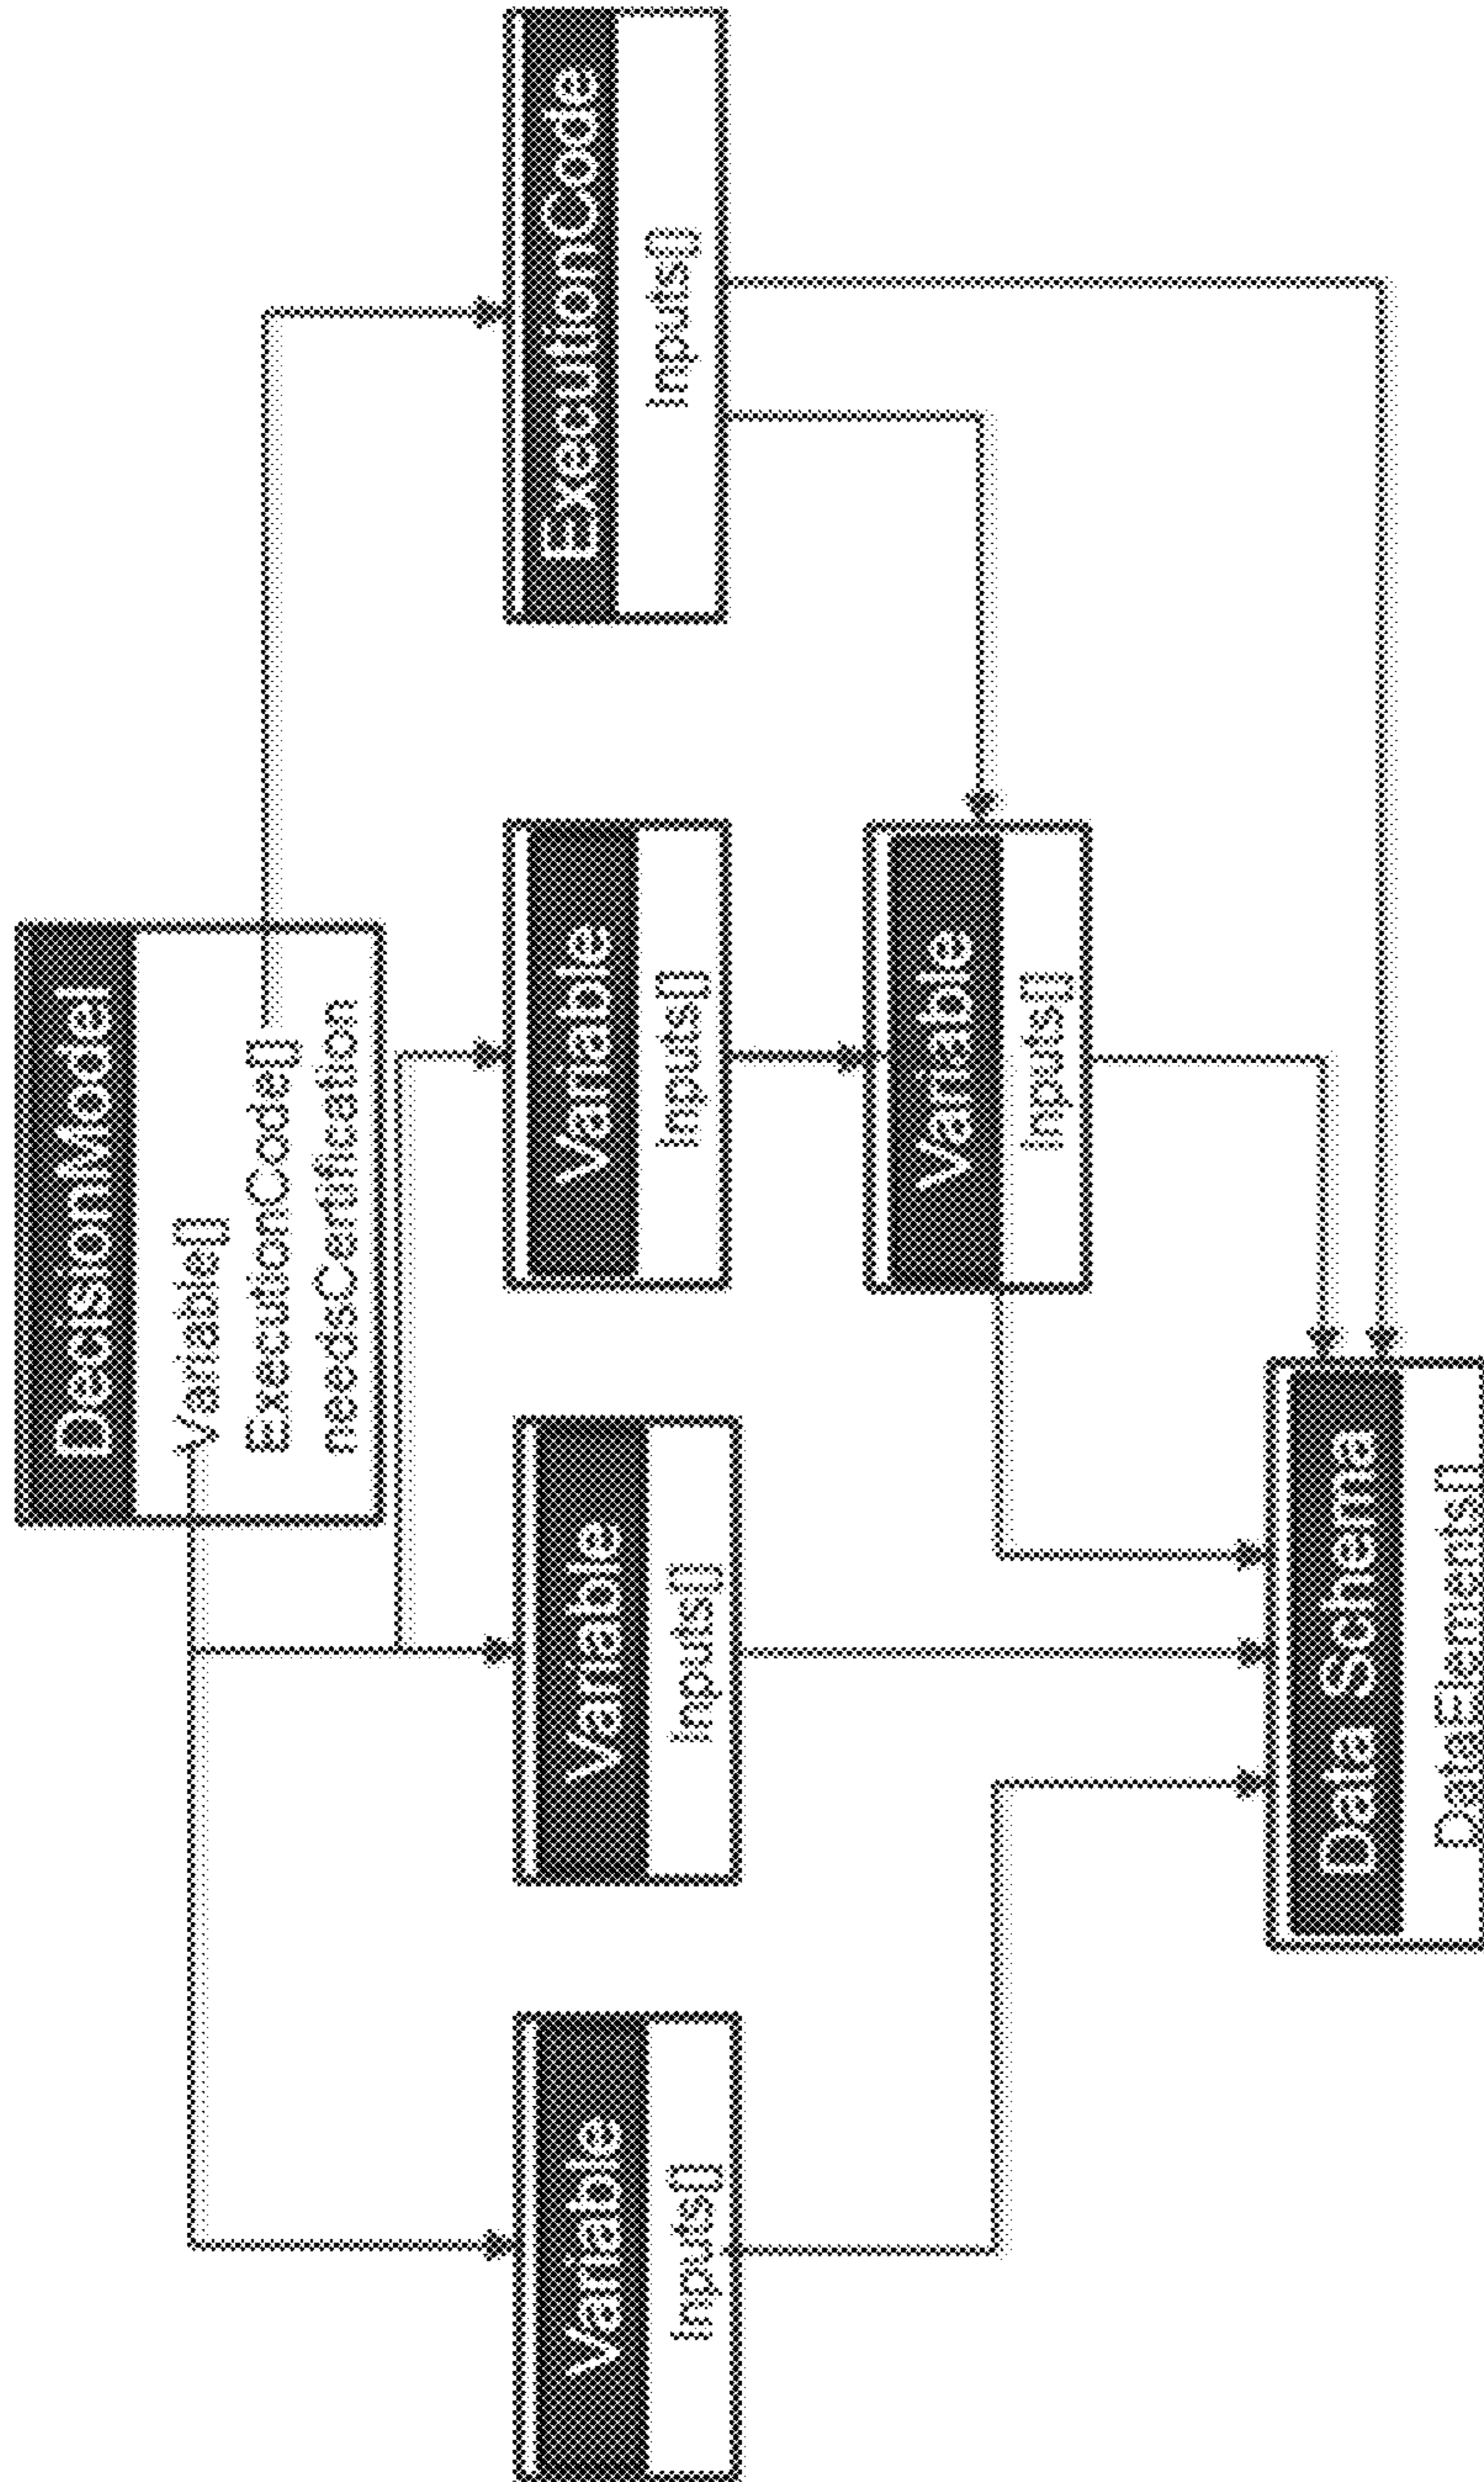 DecisionModel
Variable[]
ExecutionCode[]
needsCertification
Variable
Inputs[]
Variable
Inputs[]
Variable
Inputs[]
ExecutionCode
Inputs[]
Variable
Inputs[]
Data Schema
DataElements[]